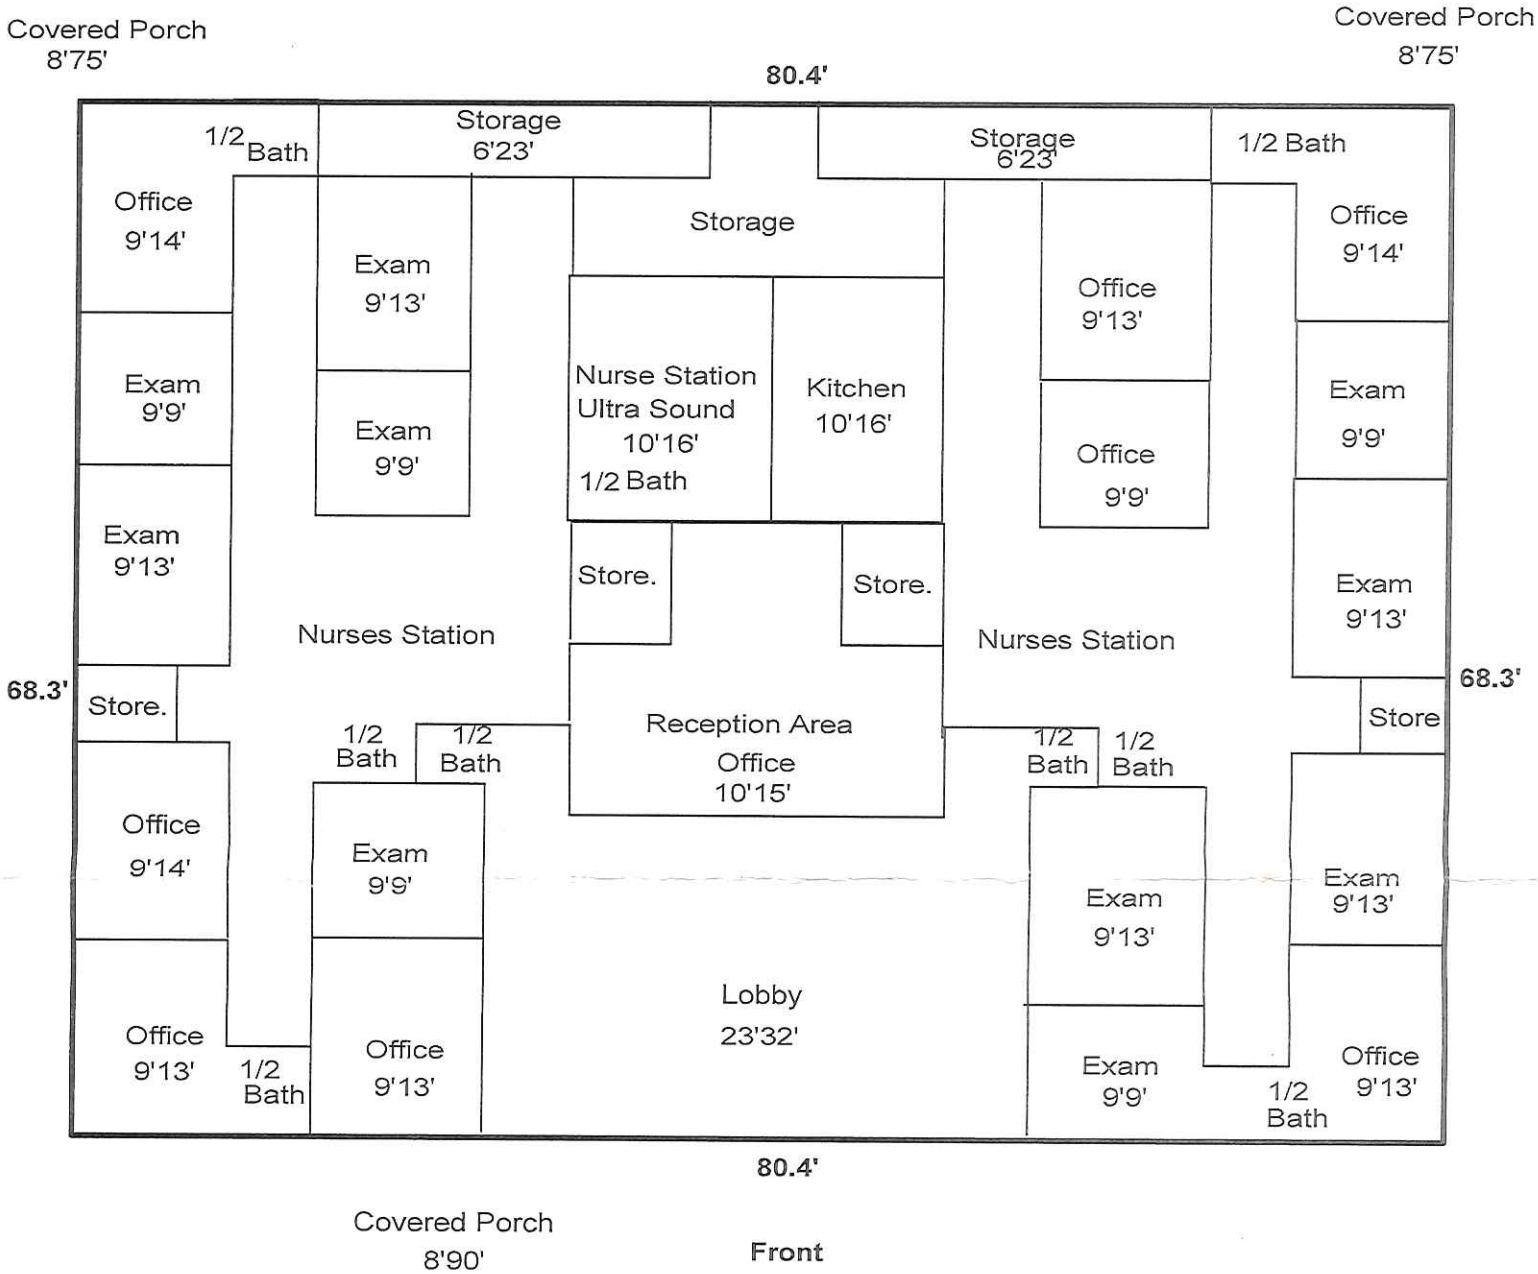 Covered Porch
8'75'
Covered Porch
8'75'
80.4'
1/2
Bath
Storage
6'23'
Storage
6'23'
1/2 Bath
Office
9'14'
Storage
Office
9'14'
Exam
9'13'
Office
9'13'
Exam
9'9'
Nurse Station
Ultra Sound
10'16'
1/2 Bath
Kitchen
10'16'
Exam
9'9'
Exam
9'9'
Office
9'9'
Exam
9'13'
Store.
Store.
Exam
9'13'
Nurses Station
Nurses Station
68.3'
68.3'
Store.
Store
1/2
Bath
1/2
Bath
Reception Area
Office
10'15'
1/2
Bath
1/2
Bath
Office
9'14'
Exam
9'9'
Exam
9'13'
Exam
9'13'
Lobby
23'32'
Office
9'13'
1/2
Bath
Office
9'13'
Exam
9'9'
1/2
Bath
Office
9'13'
80.4'
Covered Porch
8'90'
Front